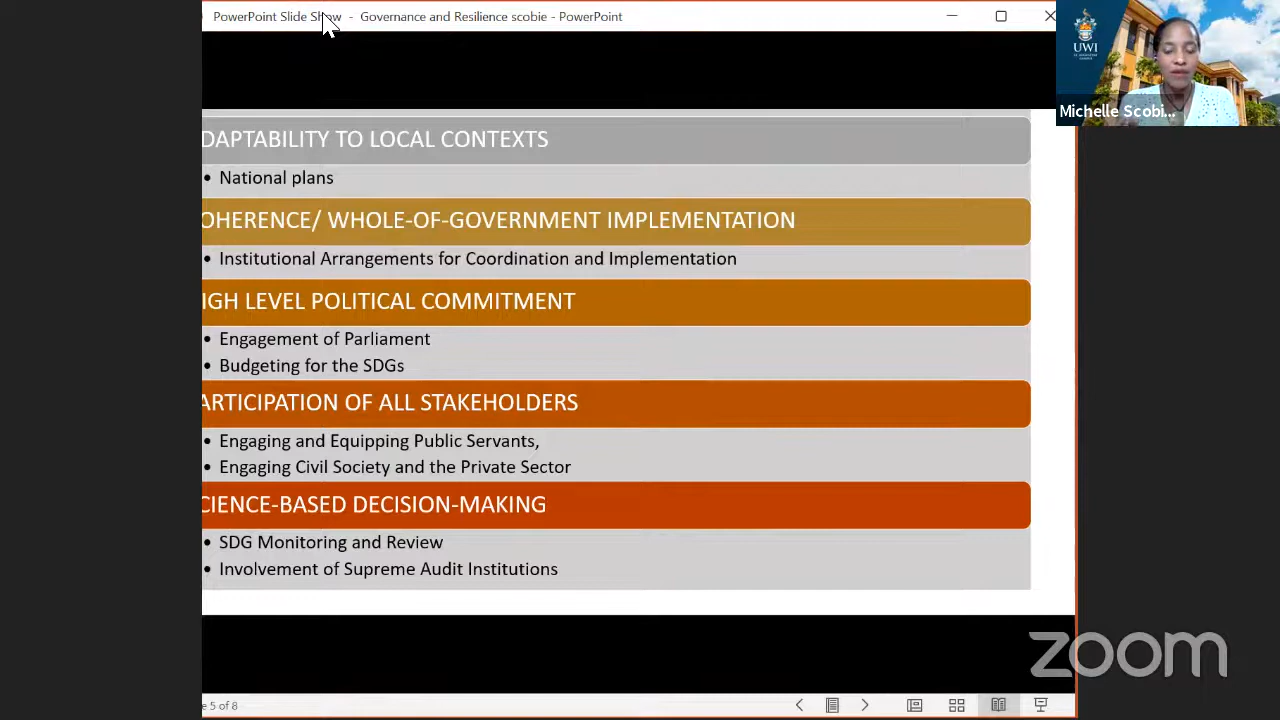 PowerPoint Slide Show - Governance and Resilience scobie - PowerPoint
UWI
Michelle Scobi...
DAPTABILITY TO LOCAL CONTEXTS
• National plans
OHERENCE/ WHOLE-OF-GOVERNMENT IMPLEMENTATION
• Institutional Arrangements for Coordination and Implementation
IGH LEVEL POLITICAL COMMITMENT
• Engagement of Parliament
• Budgeting for the SDGs
ARTICIPATION OF ALL STAKEHOLDERS
• Engaging and Equipping Public Servants,
• Engaging Civil Society and the Private Sector
CIENCE-BASED DECISION-MAKING
• SDG Monitoring and Review
• Involvement of Supreme Audit Institutions
zoom
e 5 of 8